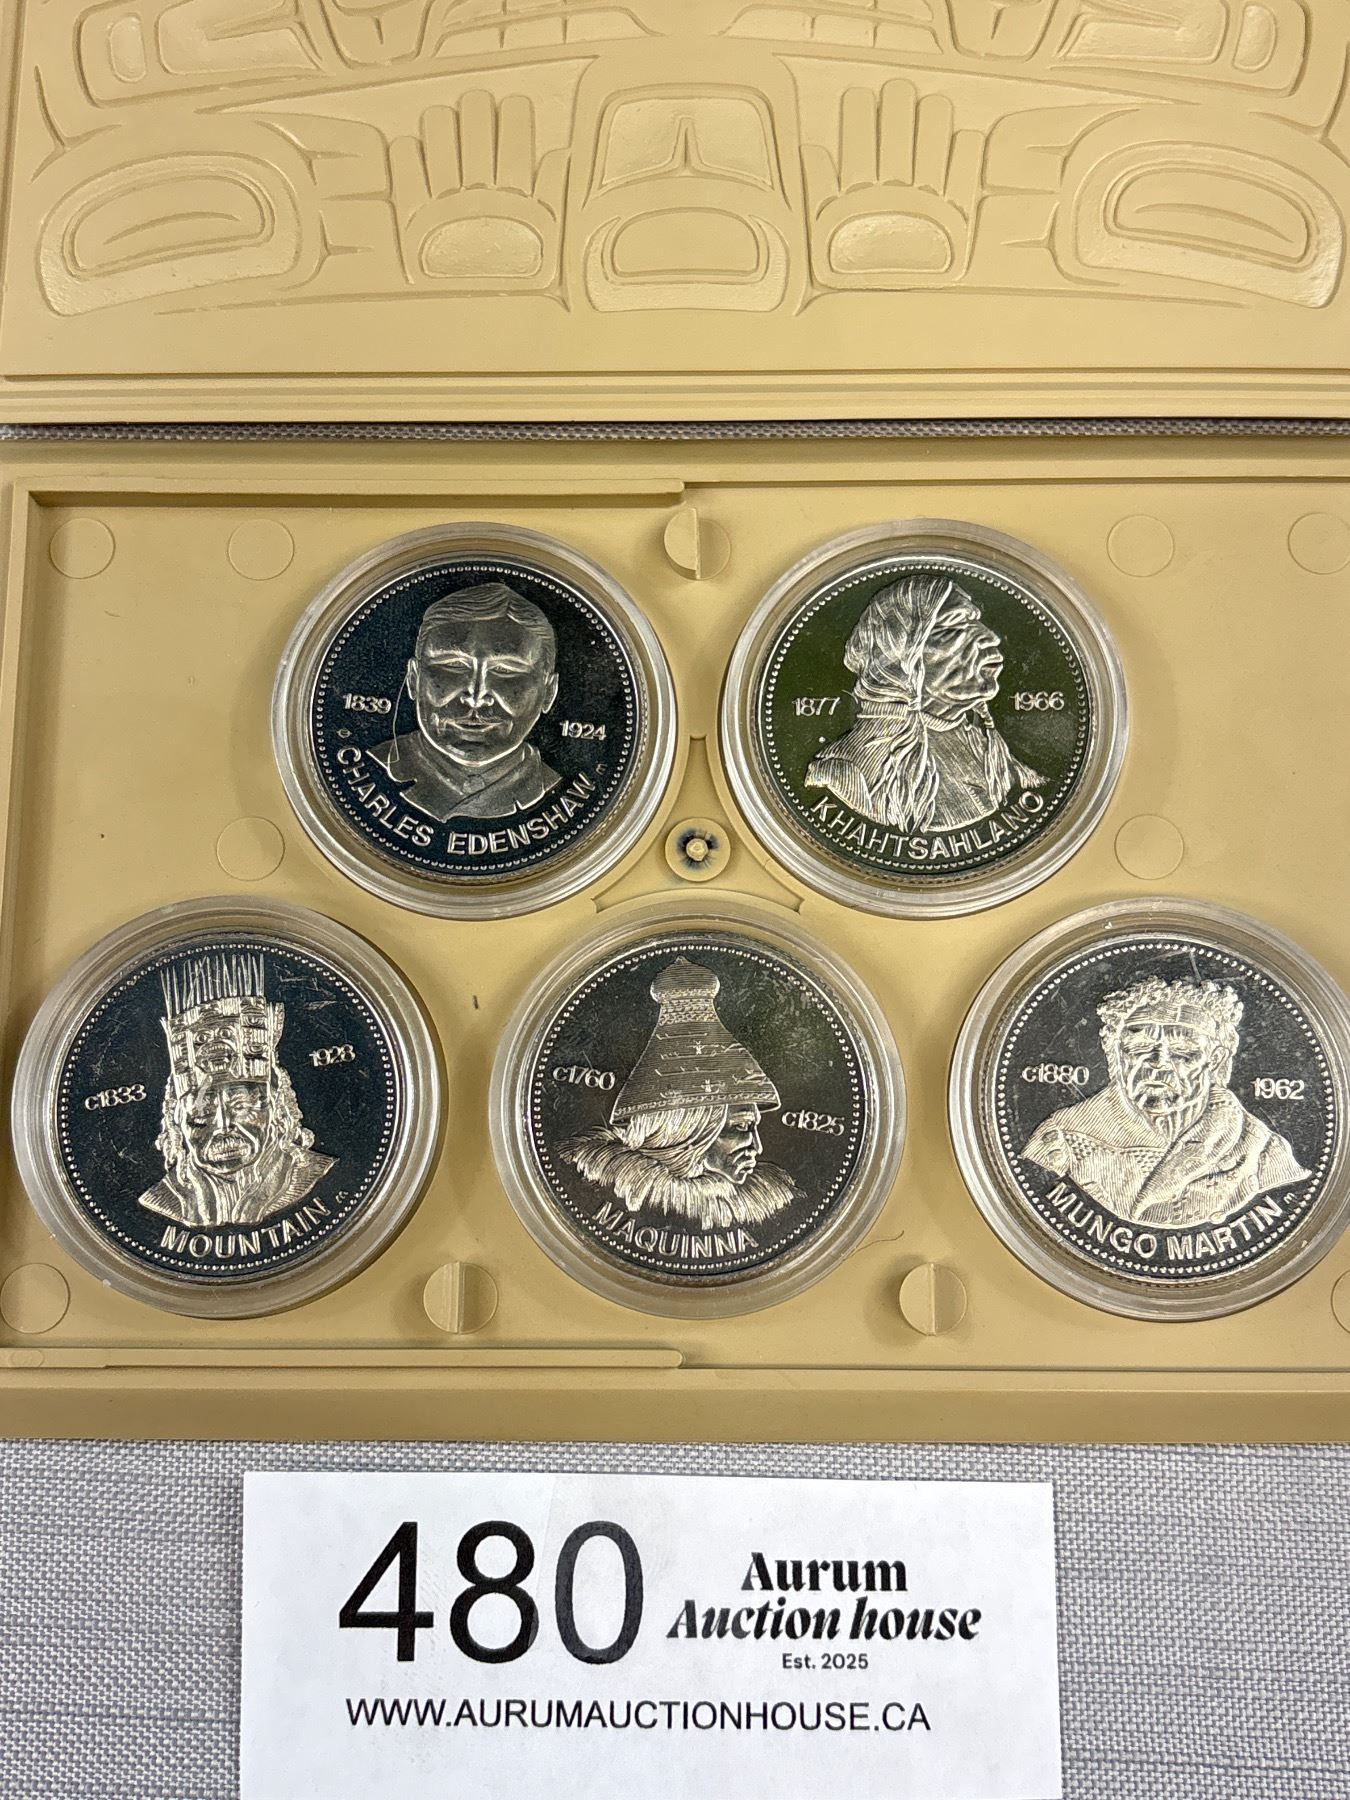 1839
1924
CHARLES EDENSHAW
1877
1966
KHAHTSAHLANO
c1833
1928
MOUNTAIN
c1760
c1825
MAQUINNA
c1880
1962
MUNGO MARTIN
480
Aurum
Auction house
Est. 2025
WWW.AURUMAUCTIONHOUSE.CA